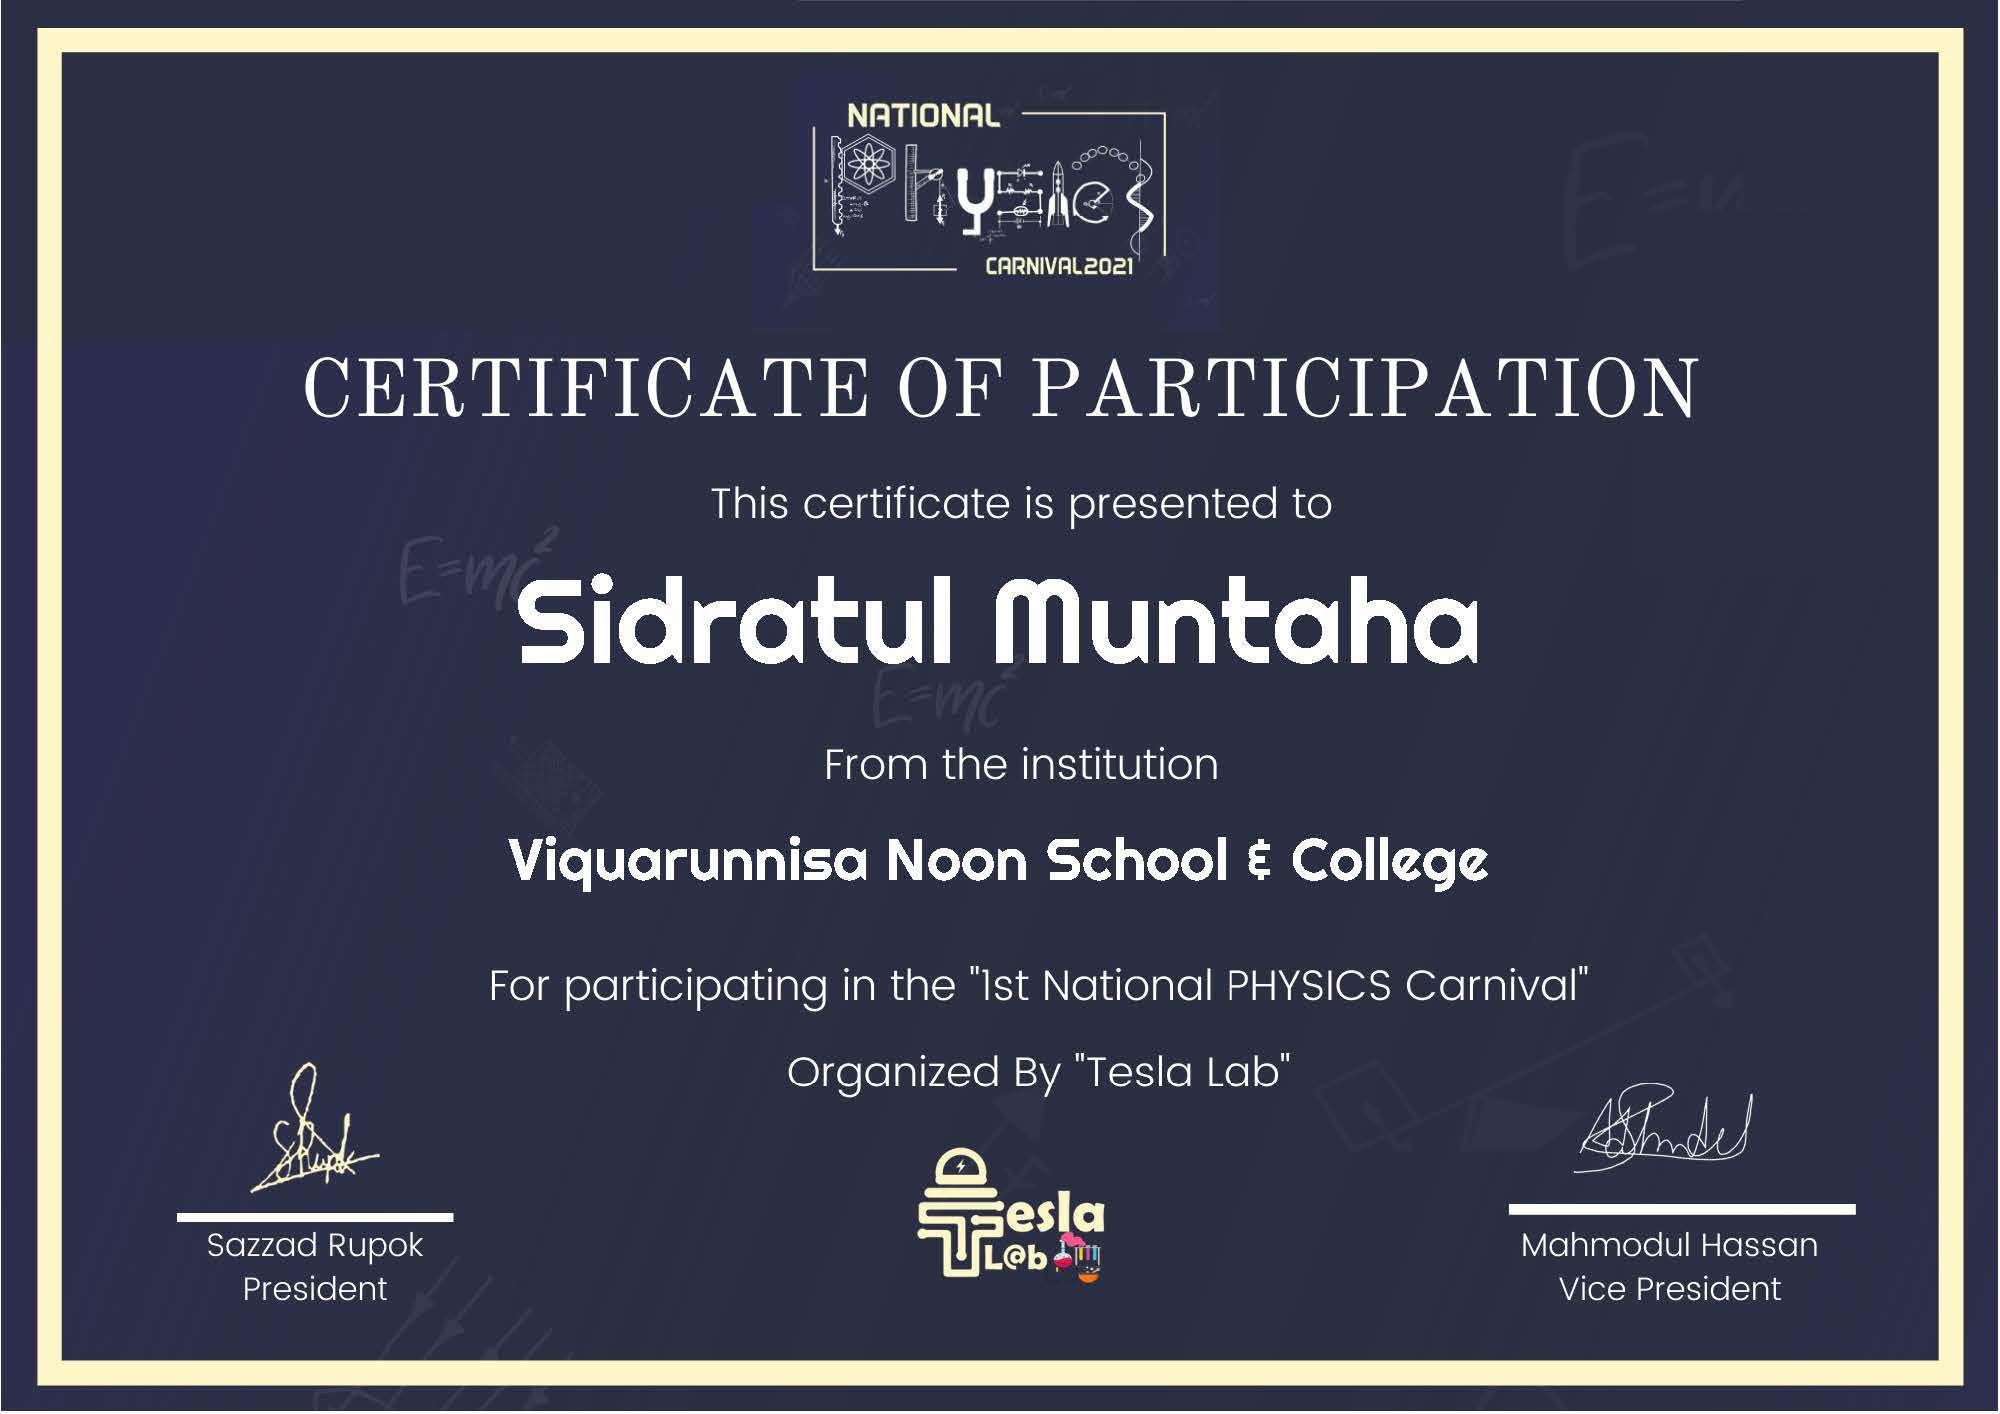 NATIONAL
PhysicS
CARNIVAL2021
CERTIFICATE OF PARTICIPATION
This certificate is presented to
E=mc²
Sidratul Muntaha
E=mc²
From the institution
Viquarunnisa Noon School & College
For participating in the "1st National PHYSICS Carnival"
Organized By "Tesla Lab"
Tesla
L@b
Sazzad Rupok
President
Mahmodul Hassan
Vice President